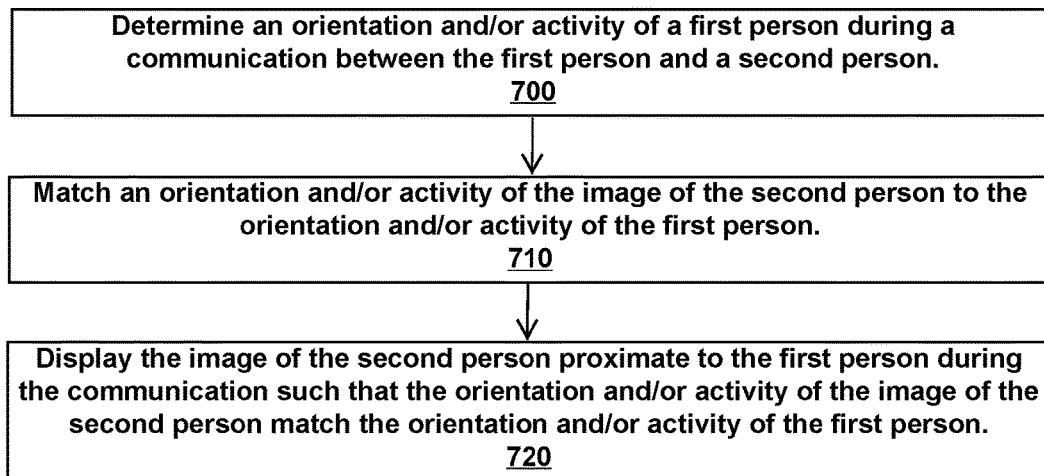 Determine an orientation and/or activity of a first person during a
communication between the first person and a second person.
700
Match an orientation and/or activity of the image of the second person to the
orientation and/or activity of the first person.
710
Display the image of the second person proximate to the first person during
the communication such that the orientation and/or activity of the image of the
second person match the orientation and/or activity of the first person.
720